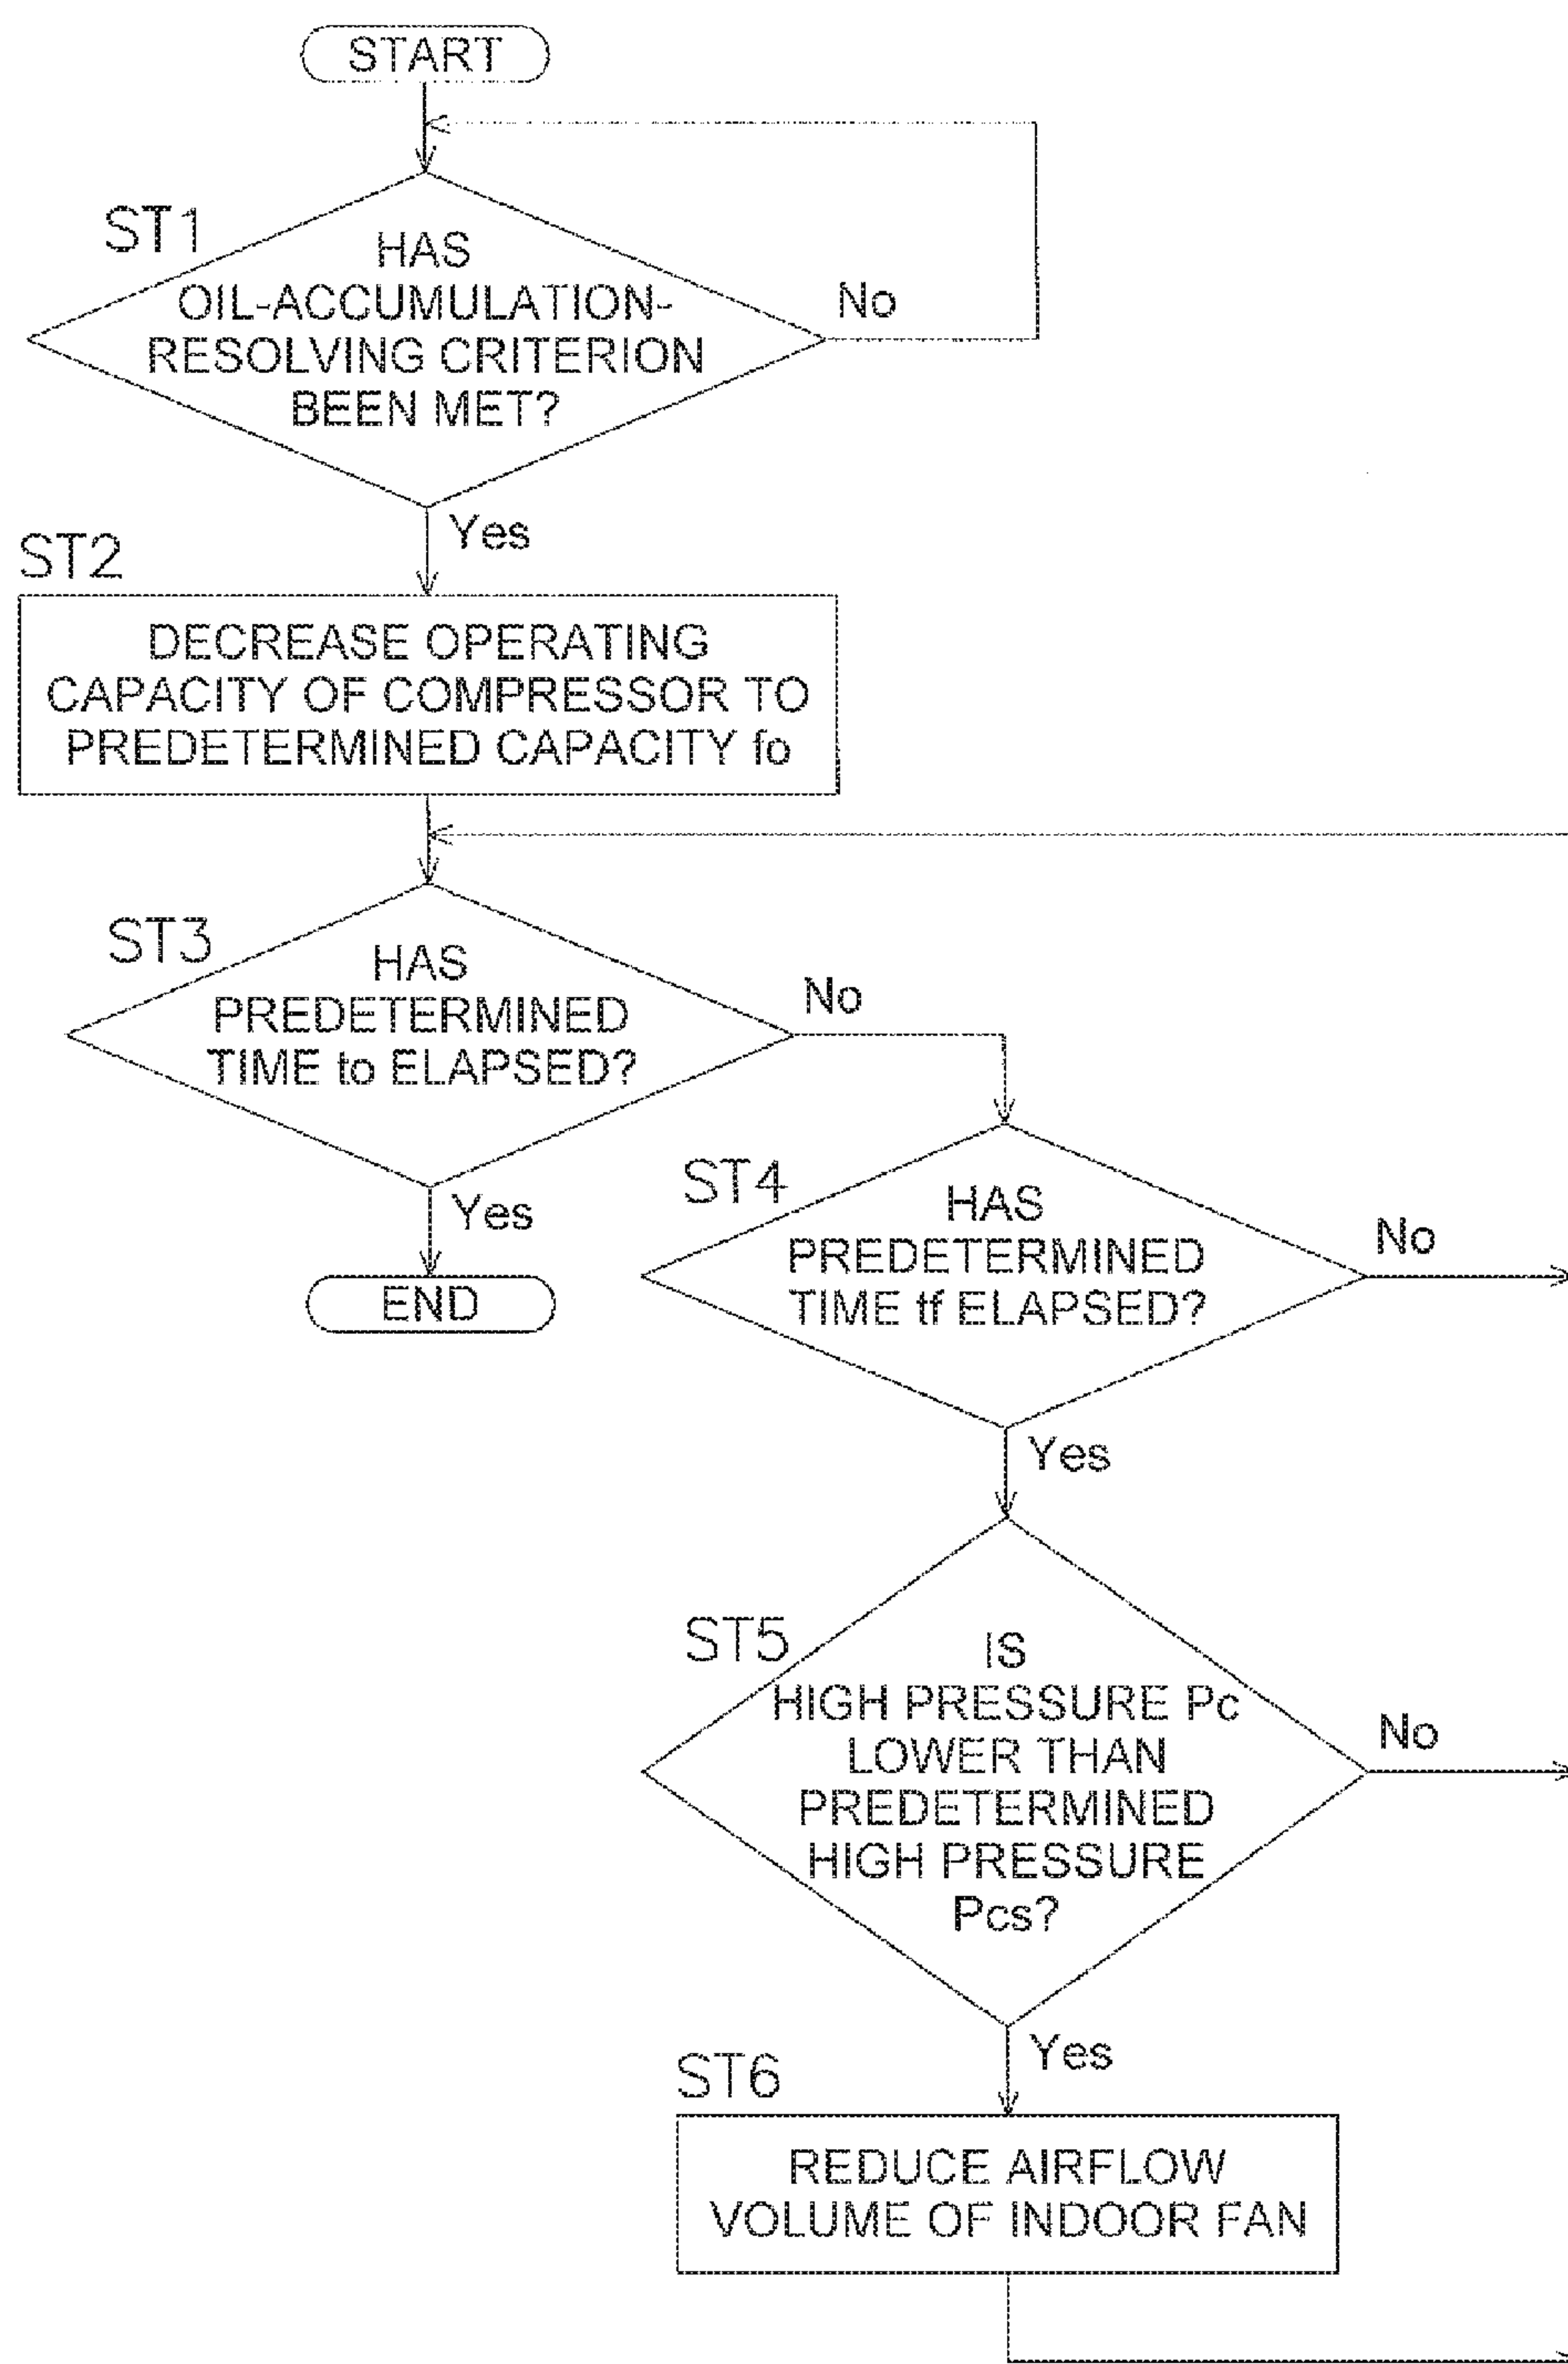 START
ST1
HAS
OIL-ACCUMULATION-
RESOLVING CRITERION
BEEN MET?
No
Yes
ST2
DECREASE OPERATING
CAPACITY OF COMPRESSOR TO
PREDETERMINED CAPACITY fo
ST3
HAS
PREDETERMINED
TIME to ELAPSED?
No
Yes
END
ST4
HAS
PREDETERMINED
TIME tf ELAPSED?
No
Yes
ST5
IS
HIGH PRESSURE Pc
LOWER THAN
PREDETERMINED
HIGH PRESSURE
Pcs?
No
Yes
ST6
REDUCE AIRFLOW
VOLUME OF INDOOR FAN